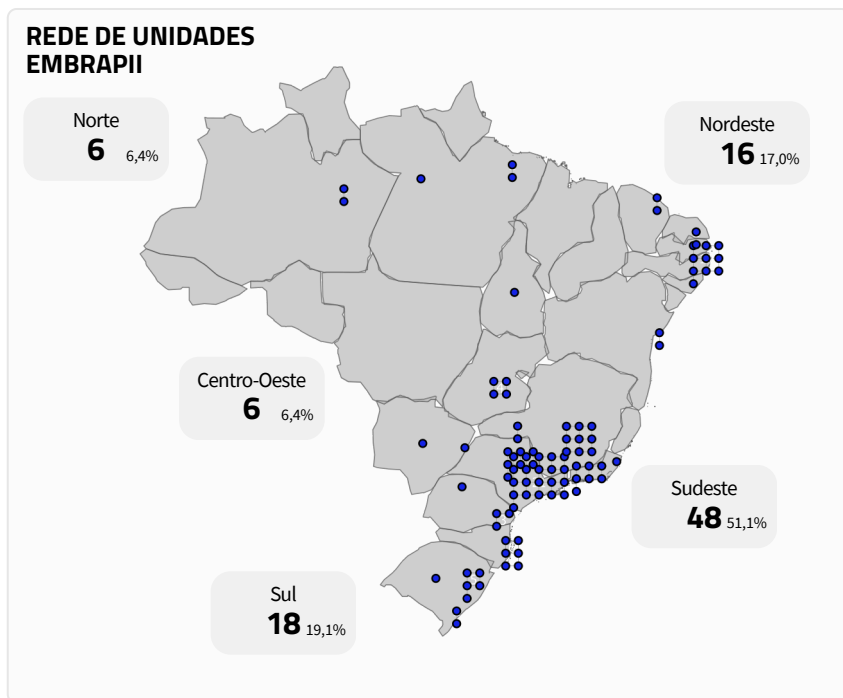 REDE DE UNIDADES
EMBRAPII
Norte
6 6,4%
Nordeste
16 17,0%
Centro-Oeste
6 6,4%
Sudeste
48 51,1%
Sul
18 19,1%